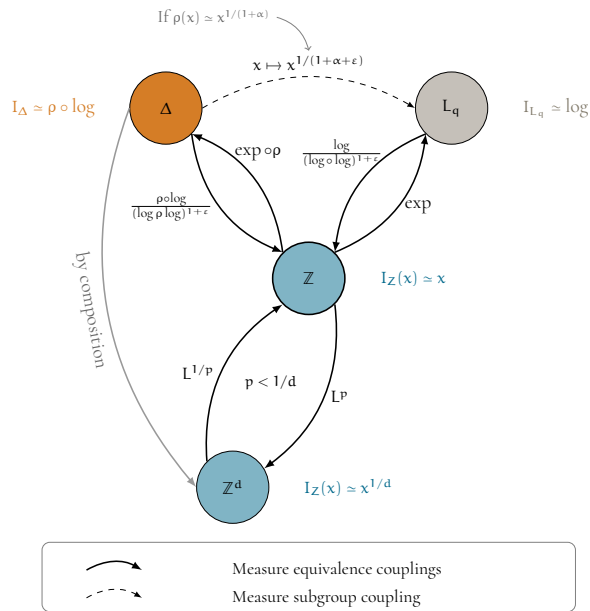 If ρ(x) ≃ x^{1/(1+α)}
x ↦ x^{1/(1+α+ε)}
I_Δ ≃ ρ ∘ log
Δ
L_q
I_{L_q} ≃ log
exp ∘ρ
log / (log ∘ log)^{1+ε}
ρ∘log / (log ρ log)^{1+ε}
exp
by composition
ℤ
I_Z(x) ≃ x
L^{1/p}
p < 1/d
L^p
ℤ^d
I_Z(x) ≃ x^{1/d}
Measure equivalence couplings
Measure subgroup coupling